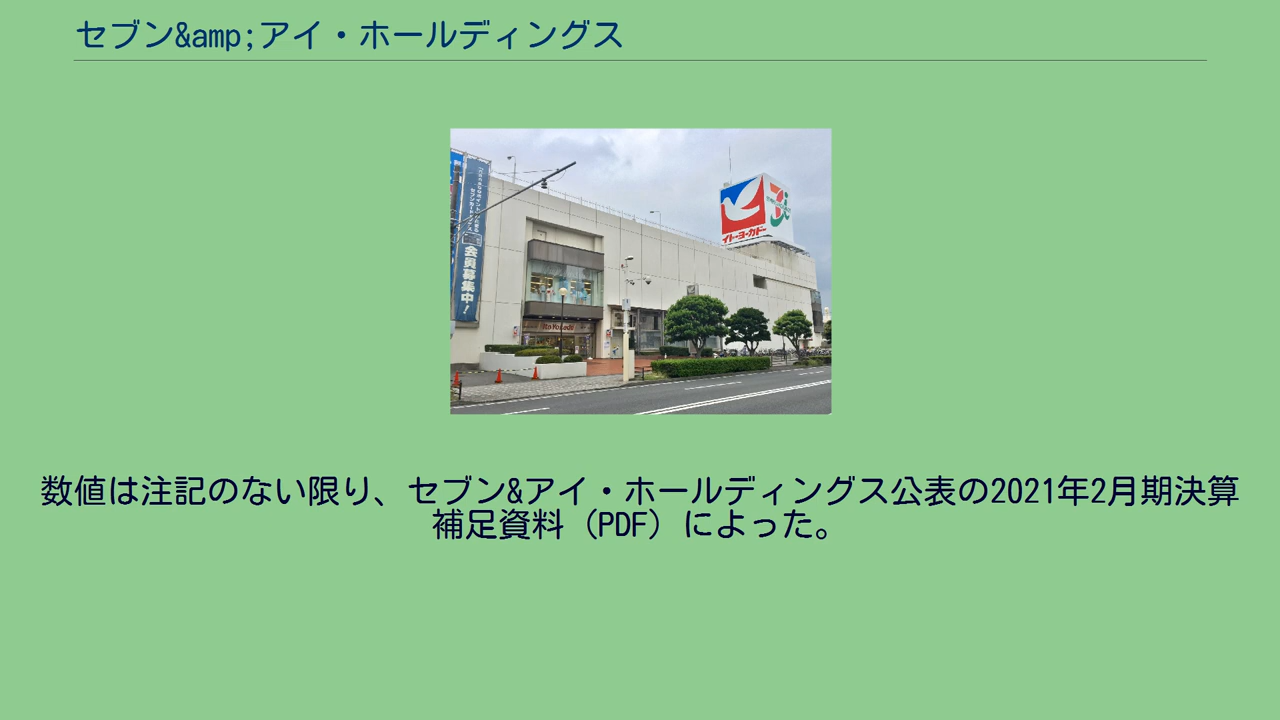 セブン&amp;アイ・ホールディングス
イトーヨーカドー
会員募集中!
Ito Yokado
数値は注記のない限り、セブン&アイ・ホールディングス公表の2021年2月期決算
補足資料（PDF）によった。